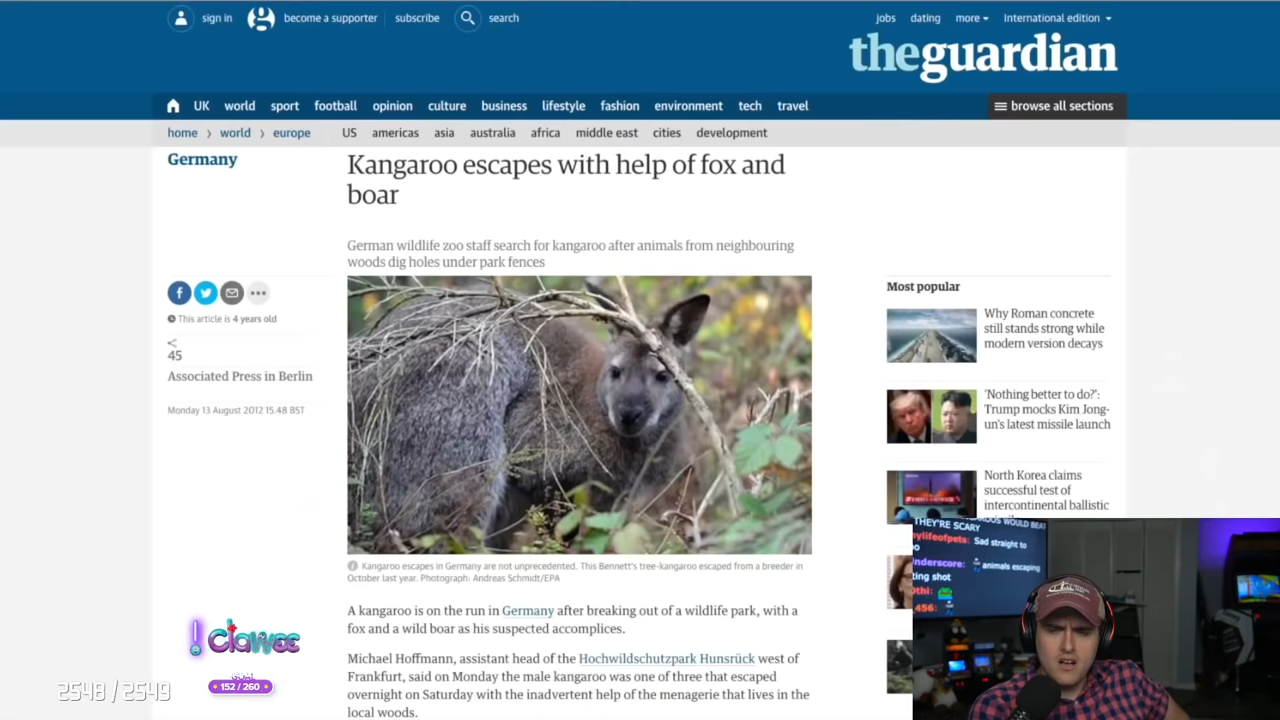 sign in
become a supporter
subscribe
search
jobs
dating
more
International edition
theguardian
UK
world
sport
football
opinion
culture
business
lifestyle
fashion
environment
tech
travel
browse all sections
home
world
europe
US
americas
asia
australia
africa
middle east
cities
development
Germany
Kangaroo escapes with help of fox and
boar
German wildlife zoo staff search for kangaroo after animals from neighbouring
woods dig holes under park fences
This article is 4 years old
45
Associated Press in Berlin
Monday 13 August 2012 15.48 BST
Kangaroo escapes in Germany are not unprecedented. This Bennett's tree-kangaroo escaped from a breeder in
October last year. Photograph: Andreas Schmidt/EPA
A kangaroo is on the run in Germany after breaking out of a wildlife park, with a
fox and a wild boar as his suspected accomplices.
Michael Hoffmann, assistant head of the Hochwildschutzpark Hunsrück west of
Frankfurt, said on Monday the male kangaroo was one of three that escaped
overnight on Saturday with the inadvertent help of the menagerie that lives in the
local woods.
Most popular
Why Roman concrete
still stands strong while
modern version decays
'Nothing better to do?':
Trump mocks Kim Jong-
un's latest missile launch
North Korea claims
successful test of
intercontinental ballistic
THEY'RE SCARY
WOULD BEAT
mylifeofpets: Sad straight to
animals escaping
! Clawee
GOAL
152 / 260
2548 / 2549